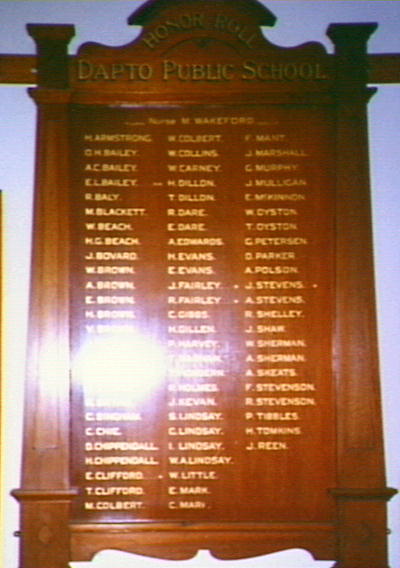 HONOR ROLL
DAPTO PUBLIC SCHOOL
Nurse M. WAKEFORD
H. ARMSTRONG. W. COLBERT. F. MANT.
G.H. BAILEY. W. COLLINS. J. MARSHALL.
A.C. BAILEY. W. CARNEY. G. MURPHY.
E.L. BAILEY. H. DILLON. J. MULLIGAN.
R. BALY. T. DILLON. E. McKINNON.
M. BLACKETT. R. DARE. W. OYSTON.
W. BEACH. E. DARE. T. OYSTON.
H.G. BEACH. A. EDWARDS. G. PETERSEN.
J. BOVARD. H. EVANS. D. PARKER.
W. BROWN. E. EVANS. A. POLSON.
A. BROWN. J. FAIRLEY. J. STEVENS.
E. BROWN. R. FAIRLEY A. STEVENS.
H. BROWN. C. GIBBS. R. SHELLEY.
V. BROWN. H. GILLEN. J. SHAW.
P. HARVEY. W. SHERMAN.
A. SHERMAN.
A. SKEATS.
R. HOLMES. F. STEVENSON.
J. KEVAN. R. STEVENSON.
C. BINGHAM. S. LINDSAY. P. TIBBLES.
C. CHIE. C. LINDSAY. H. TOMKINS.
D. CHIPPENDALL. I. LINDSAY. J. REEN.
H. CHIPPENDALL. W.A. LINDSAY.
E. CLIFFORD. W. LITTLE.
T. CLIFFORD. E. MARK.
M. COLBERT. C. MARK.